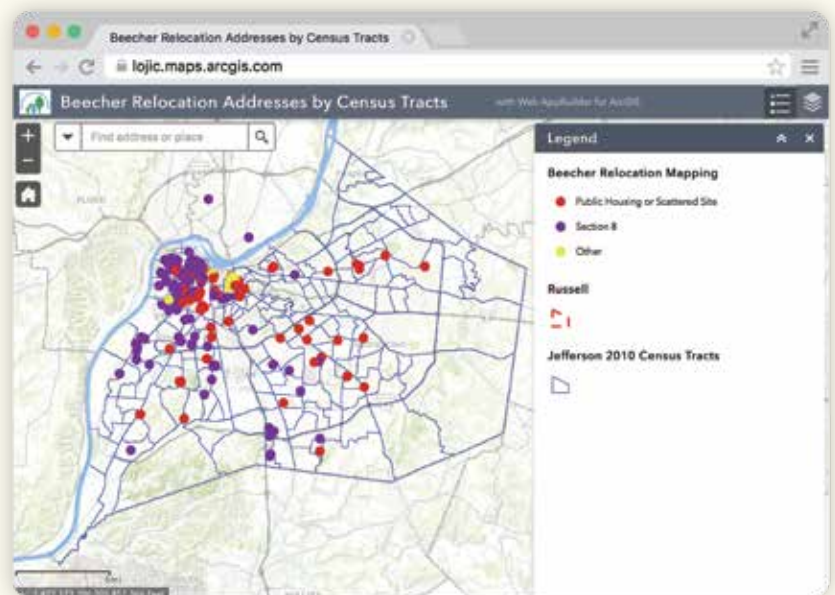 Beecher Relocation Addresses by Census Tracts
lojic.maps.arcgis.com
Beecher Relocation Addresses by Census Tracts
with Web AppBuilder for ArcGIS
+
Find address or place
−
Legend
Beecher Relocation Mapping
Public Housing or Scattered Site
Section 8
Other
Russell
Jefferson 2010 Census Tracts